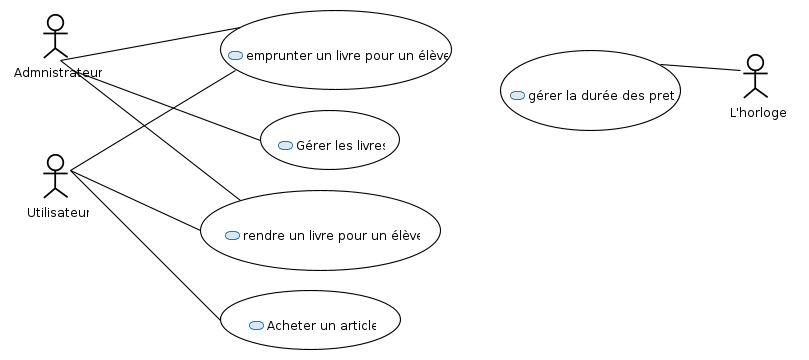 emprunter un livre pour un élève
gérer la durée des pret
Admnistrateur
L'horloge
Gérer les livres
Utilisateur
rendre un livre pour un élève
Acheter un article